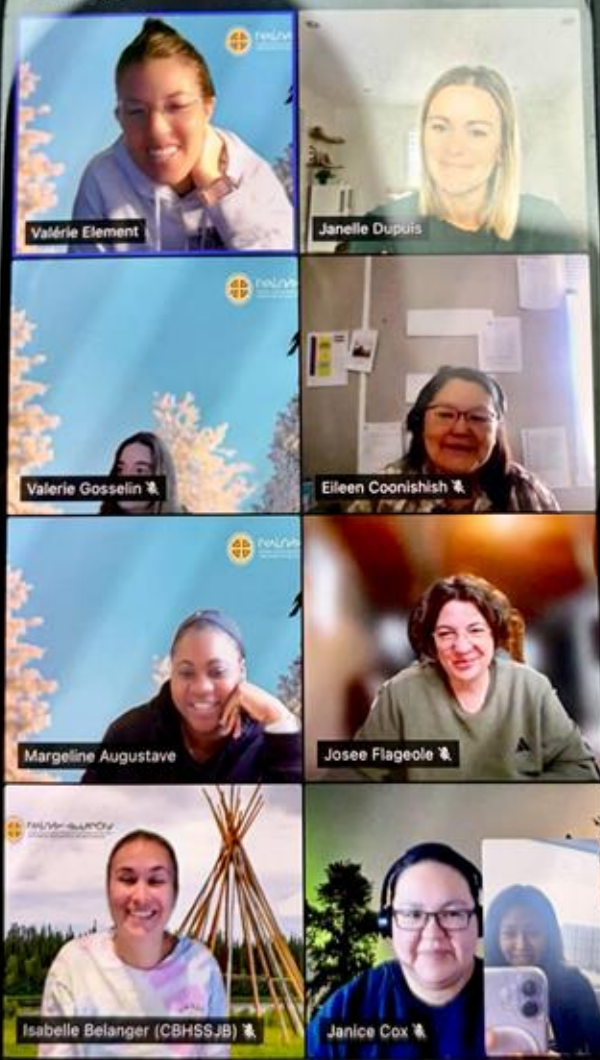 Valérie Element
Janelle Dupuis
Valerie Gosselin
Eileen Coonishish
Margeline Augustave
Josee Flageole
Isabelle Belanger (CBHSSJB)
Janice Cox